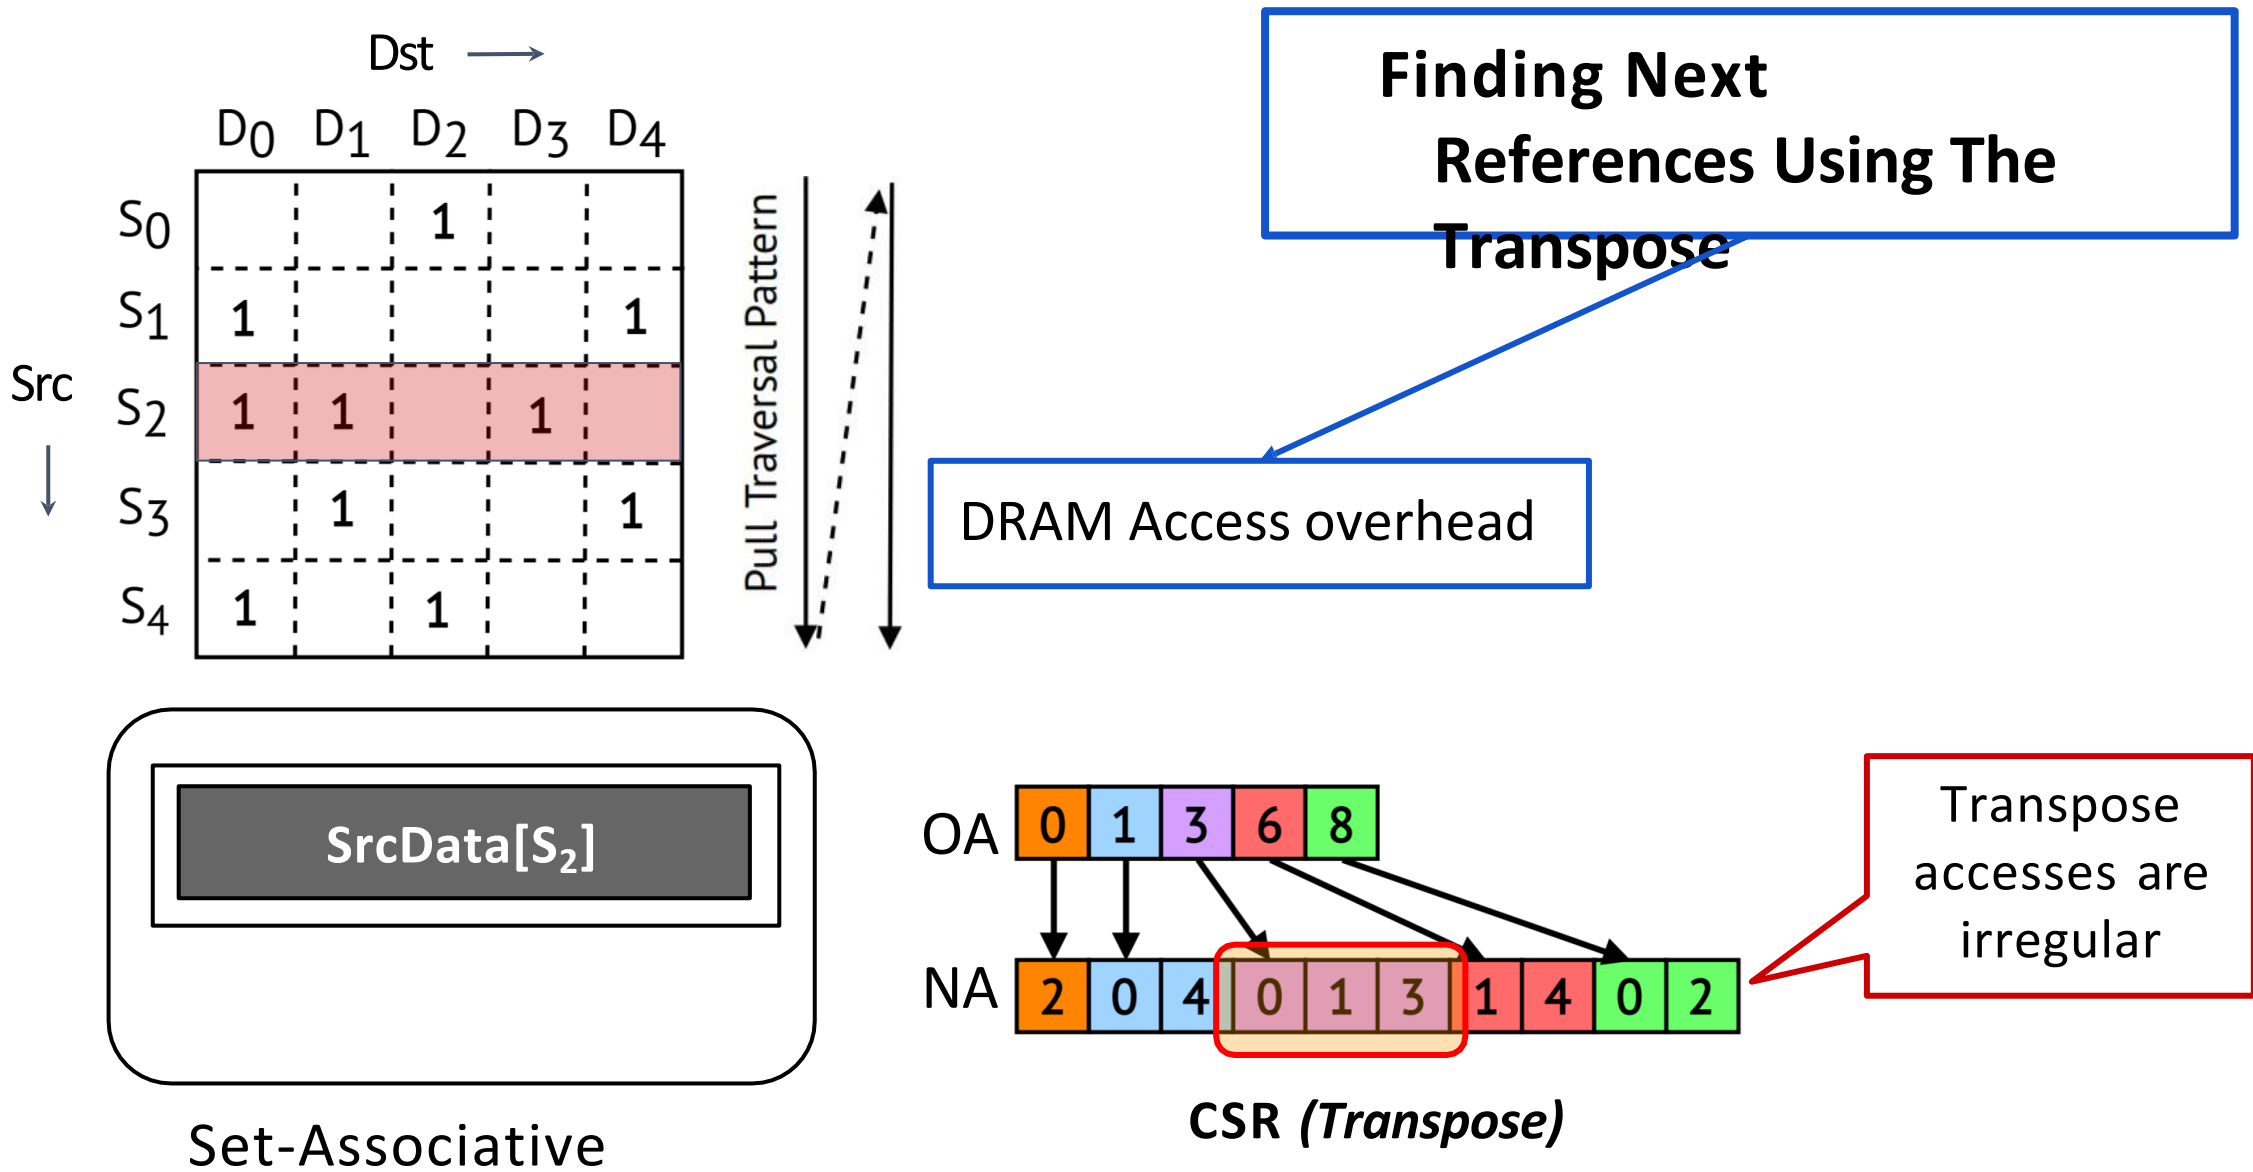 Dst
D0 D1 D2 D3 D4
S0 1
S1 1 1
Src
S2 1 1 1
S3 1 1
S4 1 1
Pull Traversal Pattern
Finding Next
References Using The
Transpose
DRAM Access overhead
SrcData[S2]
Set-Associative
OA 0 1 3 6 8
NA 2 0 4 0 1 3 1 4 0 2
CSR (Transpose)
Transpose
accesses are
irregular